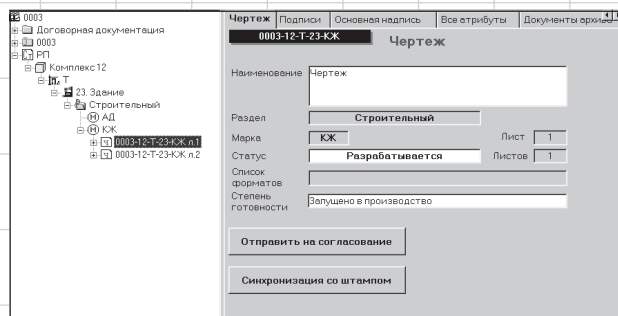 0003
Договорная документация
0003
РП
Комплекс 12
Т
23. Здание
Строительный
АД
КЖ
0003-12-Т-23-КЖ л.1
0003-12-Т-23-КЖ л.2
Чертеж Подписи Основная надпись Все атрибуты Документы архива
0003-12-Т-23-КЖ
Чертеж
Наименование Чертеж
Раздел Строительный
Марка КЖ Лист 1
Статус Разрабатывается Листов 1
Список
форматов
Степень
готовности Запущено в производство
Отправить на согласование
Синхронизация со штампом